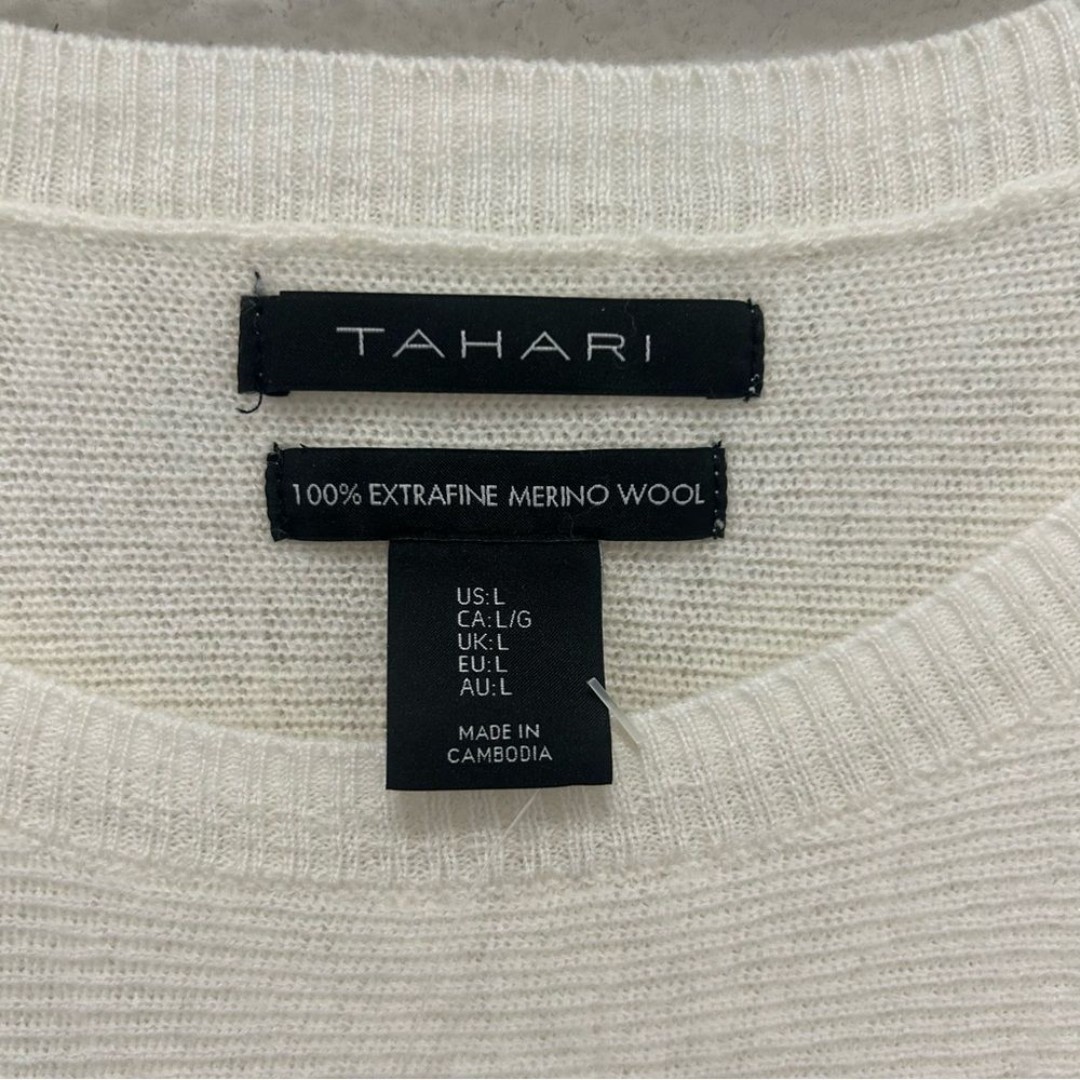 TAHARI
100% EXTRAFINE MERINO WOOL
US:L
CA:L/G
UK:L
EU:L
AU:L
MADE IN
CAMBODIA